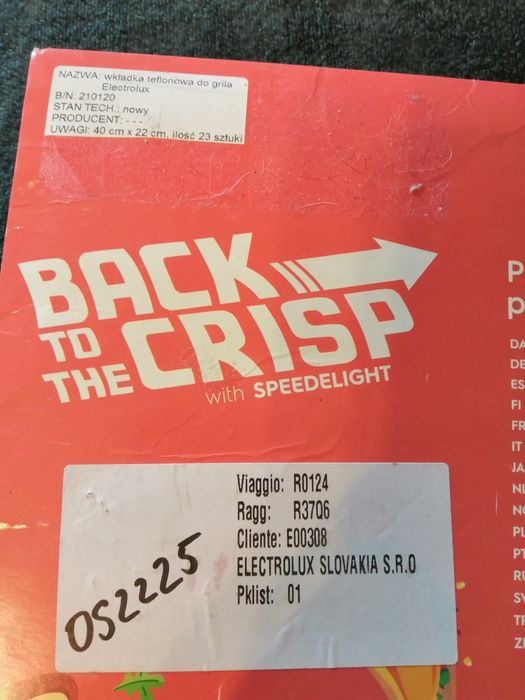 NAZWA: wkładka teflonowa do grila
Electrolux
B/N: 210120
STAN TECH.: nowy
PRODUCENT: - - -
UWAGI: 40 cm x 22 cm, ilość 23 sztuki
BACK
TO
THE CRISP
with SPEEDELIGHT
P
p
DA
DE
ES
FI
FR
IT
JA
NO
PL
PT
RU
SV
TR
Viaggio: R0124
Ragg: R3706
Cliente: E00308
ELECTROLUX SLOVAKIA S.R.O
Pklist: 01
OS2225